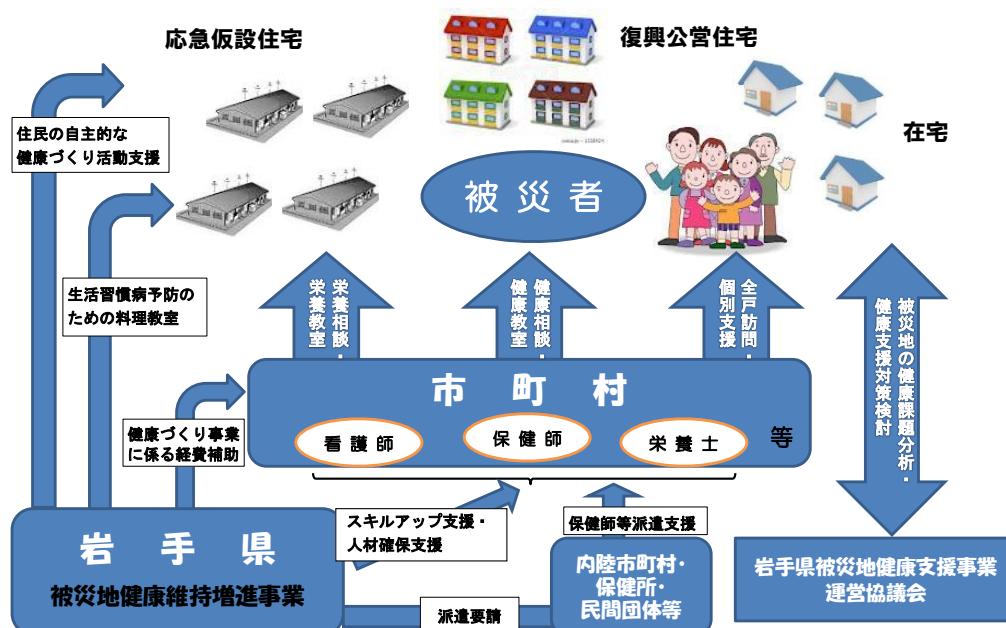 応急仮設住宅
復興公営住宅
在宅
住民の自主的な
健康づくり活動支援
被災者
生活習慣病予防の
ための料理教室
栄養相談・
栄養教室
健康相談・
健康教室
全戸訪問・
個別支援
被災地の健康課題分析・
健康支援対策検討
市町村
看護師
保健師
栄養士
等
健康づくり事業
に係る経費補助
スキルアップ支援・
人材確保支援
保健師等派遣支援
岩手県
被災地健康維持増進事業
派遣要請
内陸市町村・
保健所・
民間団体等
岩手県被災地健康支援事業
運営協議会